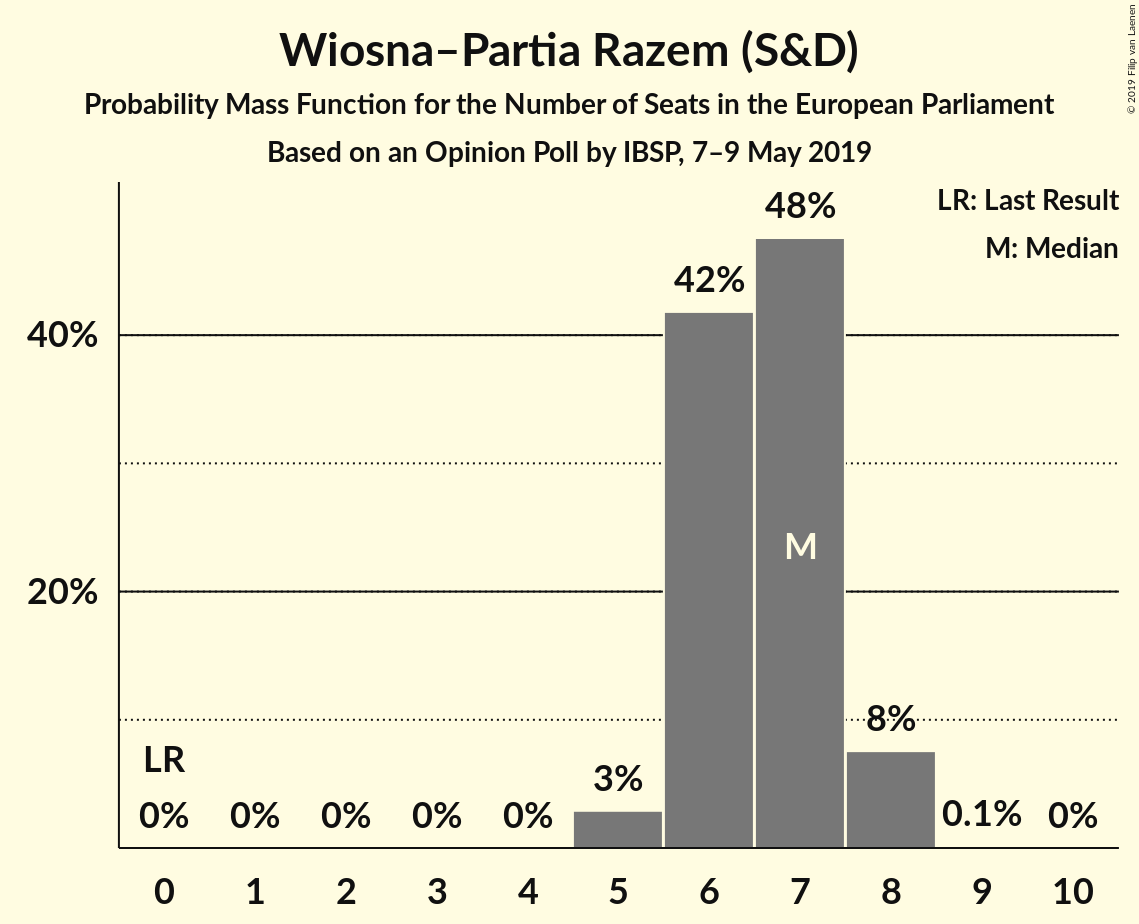 Wiosna–Partia Razem (S&D)
Probability Mass Function for the Number of Seats in the European Parliament
Based on an Opinion Poll by IBSP, 7–9 May 2019
© 2019 Filip van Laenen
LR: Last Result
M: Median
40%
20%
48%
42%
M
8%
LR
3%
0% 0% 0% 0% 0% 0.1% 0%
0 1 2 3 4 5 6 7 8 9 10